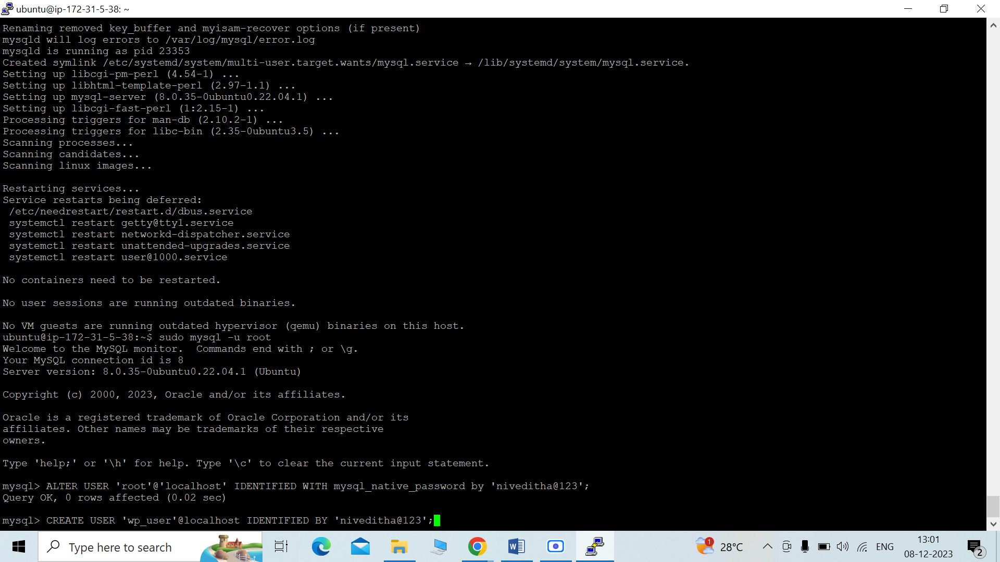 ubuntu@ip-172-31-5-38: ~
Renaming removed key_buffer and myisam-recover options (if present)
mysqld will log errors to /var/log/mysql/error.log
mysqld is running as pid 23353
Created symlink /etc/systemd/system/multi-user.target.wants/mysql.service → /lib/systemd/system/mysql.service.
Setting up libcgi-pm-perl (4.54-1) ...
Setting up libhtml-template-perl (2.97-1.1) ...
Setting up mysql-server (8.0.35-0ubuntu0.22.04.1) ...
Setting up libcgi-fast-perl (1:2.15-1) ...
Processing triggers for man-db (2.10.2-1) ...
Processing triggers for libc-bin (2.35-0ubuntu3.5) ...
Scanning processes...
Scanning candidates...
Scanning linux images...
Restarting services...
Service restarts being deferred:
 /etc/needrestart/restart.d/dbus.service
 systemctl restart getty@tty1.service
 systemctl restart networkd-dispatcher.service
 systemctl restart unattended-upgrades.service
 systemctl restart user@1000.service
No containers need to be restarted.
No user sessions are running outdated binaries.
No VM guests are running outdated hypervisor (qemu) binaries on this host.
ubuntu@ip-172-31-5-38:~$ sudo mysql -u root
Welcome to the MySQL monitor.  Commands end with ; or \g.
Your MySQL connection id is 8
Server version: 8.0.35-0ubuntu0.22.04.1 (Ubuntu)
Copyright (c) 2000, 2023, Oracle and/or its affiliates.
Oracle is a registered trademark of Oracle Corporation and/or its
affiliates. Other names may be trademarks of their respective
owners.
Type 'help;' or '\h' for help. Type '\c' to clear the current input statement.
mysql> ALTER USER 'root'@'localhost' IDENTIFIED WITH mysql_native_password by 'niveditha@123';
Query OK, 0 rows affected (0.02 sec)
mysql> CREATE USER 'wp_user'@localhost IDENTIFIED BY 'niveditha@123';
Type here to search
W
1
28°C
ENG
13:01
08-12-2023
2